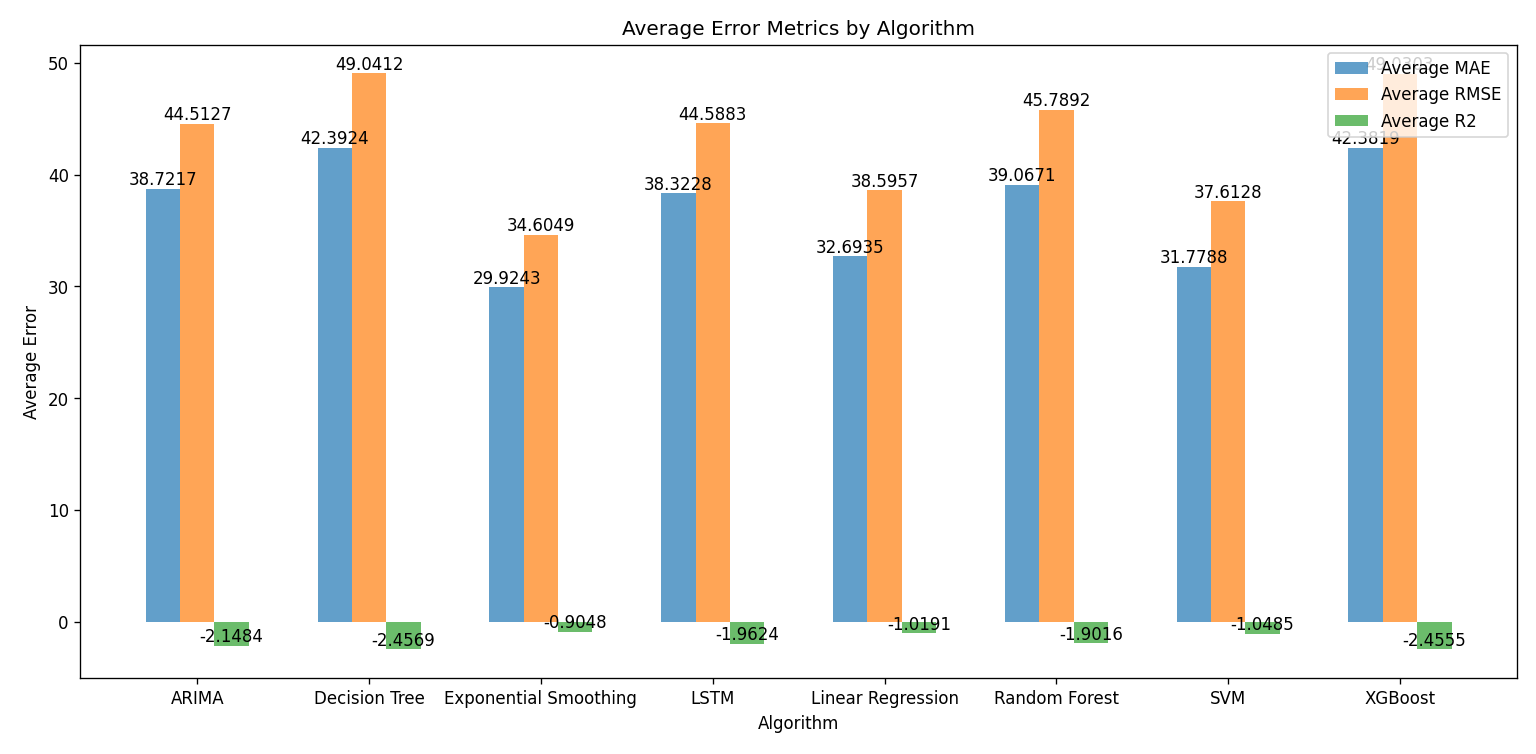 Average Error Metrics by Algorithm
Average MAE
Average RMSE
Average R2
Average Error
50
40
30
20
10
0
38.7217
44.5127
-2.1484
42.3924
49.0412
-2.4569
29.9243
34.6049
-0.9048
38.3228
44.5883
-1.9624
32.6935
38.5957
-1.0191
39.0671
45.7892
-1.9016
31.7788
37.6128
-1.0485
42.3819
49.0303
-2.4555
ARIMA
Decision Tree
Exponential Smoothing
LSTM
Linear Regression
Random Forest
SVM
XGBoost
Algorithm